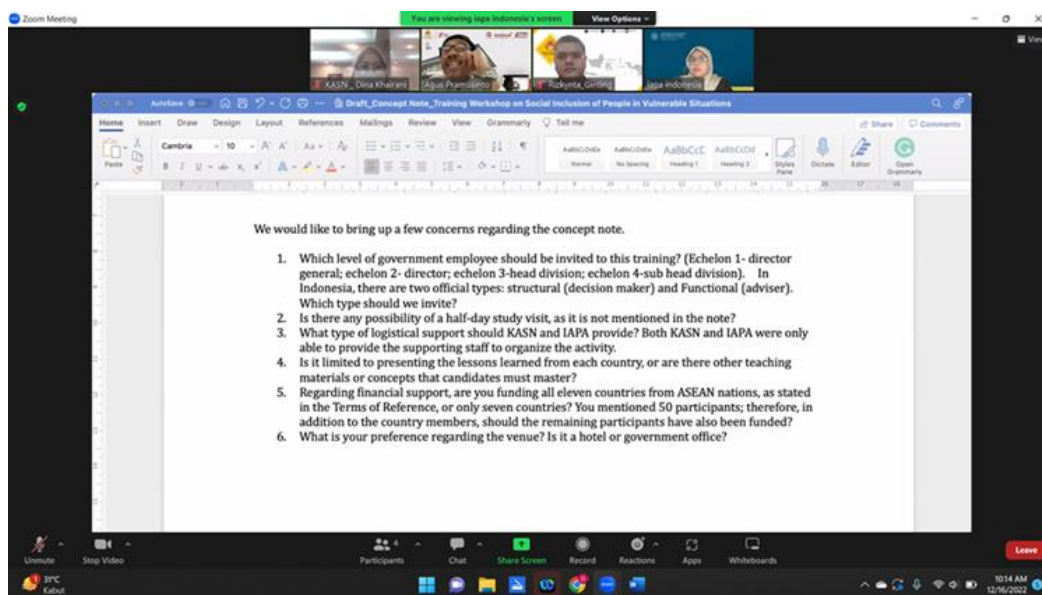 Zoom Meeting
You are viewing iapa indonesia's screen
View Options
View
KASN _ Dina Khairani
Agus Pramusinto
Rizkynta_Ginting
Iapa indonesia
AutoSave
Draft_Concept Note_Training Workshop on Social Inclusion of People in Vulnerable Situations
Home Insert Draw Design Layout References Mailings Review View Grammarly Tell me
Share Comments
Cambria 10
Paste
AaBbCcDdEe AaBbCcDdEe AaBbCcC AaBbCcDd
Normal No Spacing Heading 1 Heading 2
Styles Pane
Dictate
Editor
Open Grammarly
We would like to bring up a few concerns regarding the concept note.
1. Which level of government employee should be invited to this training? (Echelon 1- director
general; echelon 2- director; echelon 3-head division; echelon 4-sub head division). In
Indonesia, there are two official types: structural (decision maker) and Functional (adviser).
Which type should we invite?
2. Is there any possibility of a half-day study visit, as it is not mentioned in the note?
3. What type of logistical support should KASN and IAPA provide? Both KASN and IAPA were only
able to provide the supporting staff to organize the activity.
4. Is it limited to presenting the lessons learned from each country, or are there other teaching
materials or concepts that candidates must master?
5. Regarding financial support, are you funding all eleven countries from ASEAN nations, as stated
in the Terms of Reference, or only seven countries? You mentioned 50 participants; therefore, in
addition to the country members, should the remaining participants have also been funded?
6. What is your preference regarding the venue? Is it a hotel or government office?
Unmute Stop Video Participants 4 Chat Share Screen Record Reactions Apps Whiteboards Leave
31°C
Kabut
10:14 AM
12/16/2022